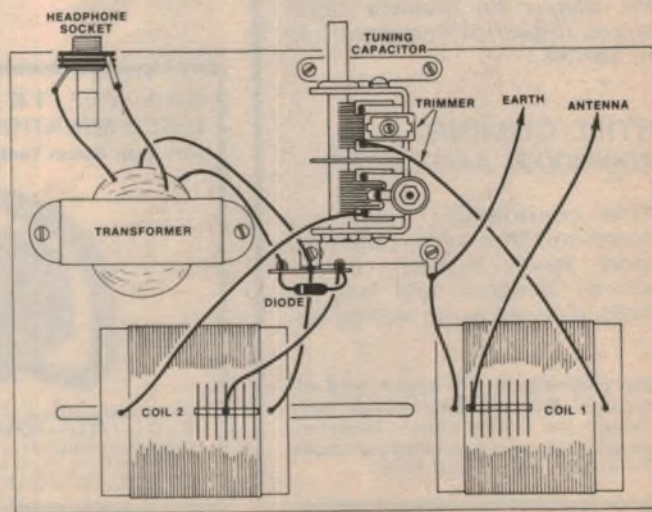 HEADPHONE
SOCKET
TUNING
CAPACITOR
TRIMMER
EARTH
ANTENNA
TRANSFORMER
DIODE
COIL 2
COIL 1